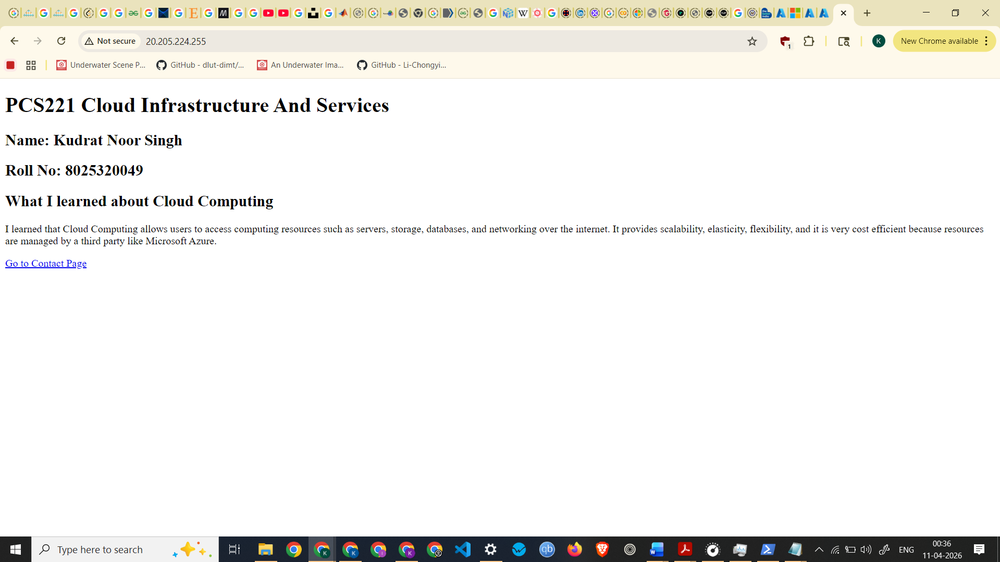 Not secure 20.205.224.255
1
K
New Chrome available
Underwater Scene P... GitHub - dlut-dimt/... An Underwater Ima... GitHub - Li-Chongyi...
PCS221 Cloud Infrastructure And Services
Name: Kudrat Noor Singh
Roll No: 8025320049
What I learned about Cloud Computing
I learned that Cloud Computing allows users to access computing resources such as servers, storage, databases, and networking over the internet. It provides scalability, elasticity, flexibility, and it is very cost efficient because resources
are managed by a third party like Microsoft Azure.
Go to Contact Page
Type here to search
ENG
00:36
11-04-2026